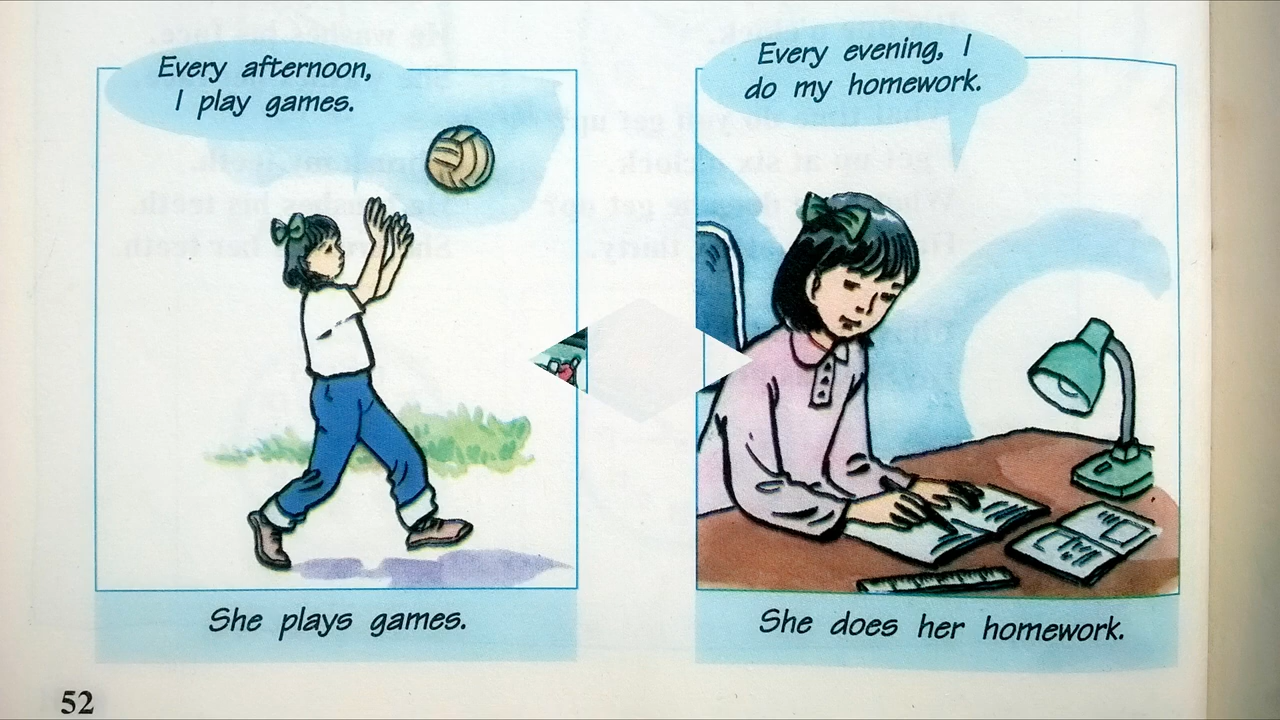 Every afternoon,
I play games.
She plays games.
Every evening, I
do my homework.
She does her homework.
52